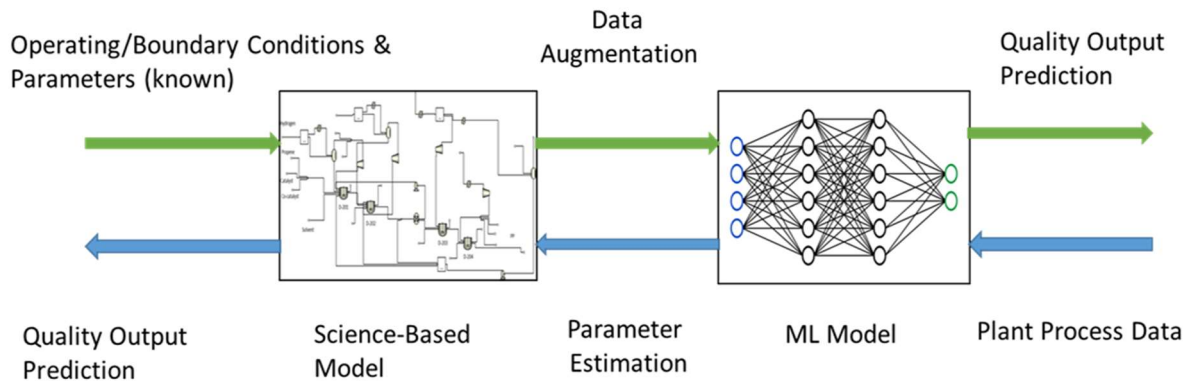 Data
Augmentation
Operating/Boundary Conditions &
Parameters (known)
Quality Output
Prediction
Quality Output
Prediction
Science-Based
Model
Parameter
Estimation
ML Model
Plant Process Data